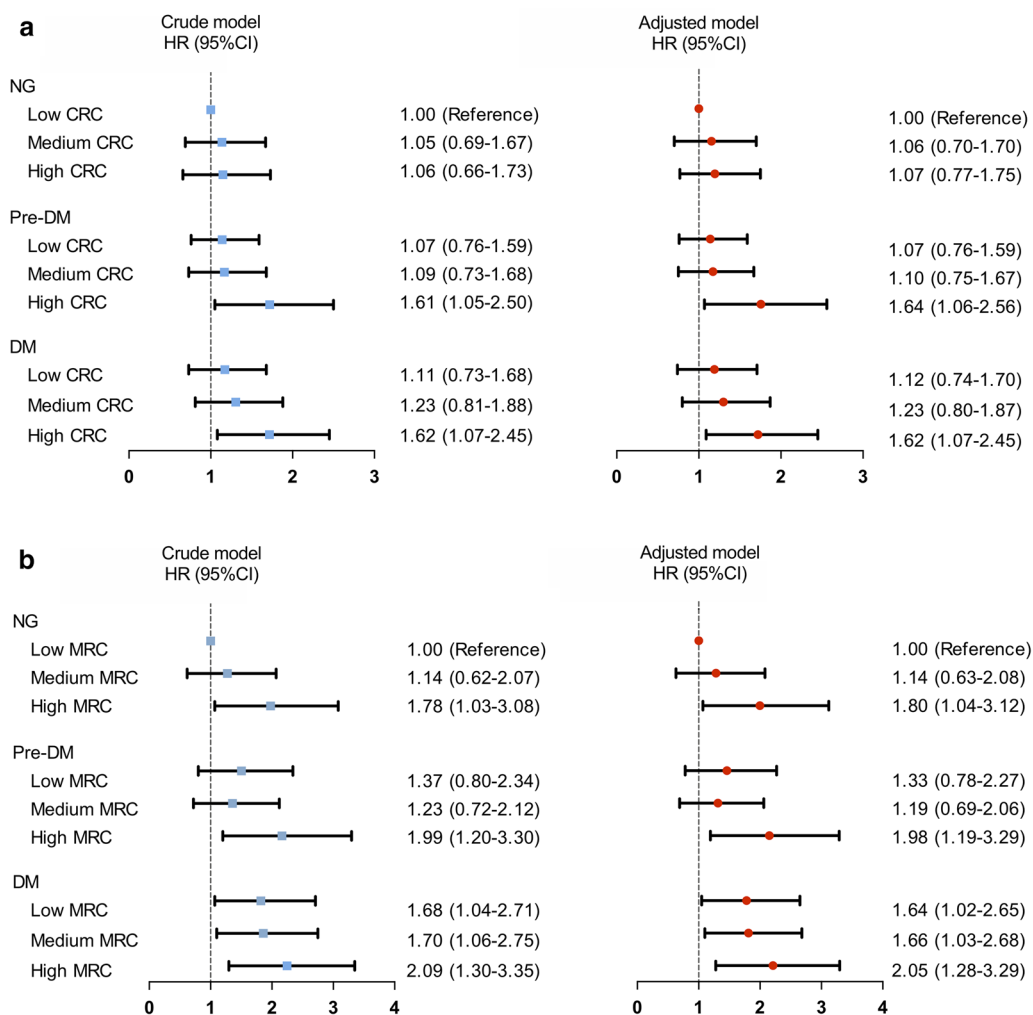 a
Crude model
HR (95%CI)
Adjusted model
HR (95%CI)
NG
Low CRC 1.00 (Reference) 1.00 (Reference)
Medium CRC 1.05 (0.69-1.67) 1.06 (0.70-1.70)
High CRC 1.06 (0.66-1.73) 1.07 (0.77-1.75)
Pre-DM
Low CRC 1.07 (0.76-1.59) 1.07 (0.76-1.59)
Medium CRC 1.09 (0.73-1.68) 1.10 (0.75-1.67)
High CRC 1.61 (1.05-2.50) 1.64 (1.06-2.56)
DM
Low CRC 1.11 (0.73-1.68) 1.12 (0.74-1.70)
Medium CRC 1.23 (0.81-1.88) 1.23 (0.80-1.87)
High CRC 1.62 (1.07-2.45) 1.62 (1.07-2.45)
0 1 2 3 0 1 2 3
b
Crude model
HR (95%CI)
Adjusted model
HR (95%CI)
NG
Low MRC 1.00 (Reference) 1.00 (Reference)
Medium MRC 1.14 (0.62-2.07) 1.14 (0.63-2.08)
High MRC 1.78 (1.03-3.08) 1.80 (1.04-3.12)
Pre-DM
Low MRC 1.37 (0.80-2.34) 1.33 (0.78-2.27)
Medium MRC 1.23 (0.72-2.12) 1.19 (0.69-2.06)
High MRC 1.99 (1.20-3.30) 1.98 (1.19-3.29)
DM
Low MRC 1.68 (1.04-2.71) 1.64 (1.02-2.65)
Medium MRC 1.70 (1.06-2.75) 1.66 (1.03-2.68)
High MRC 2.09 (1.30-3.35) 2.05 (1.28-3.29)
0 1 2 3 4 0 1 2 3 4